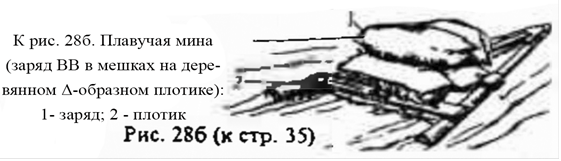 К рис. 28б. Плавучая мина
(заряд ВВ в мешках на дере-
вянном Δ-образном плотике):
1- заряд; 2 - плотик
1
2
Рис. 28б (к стр. 35)